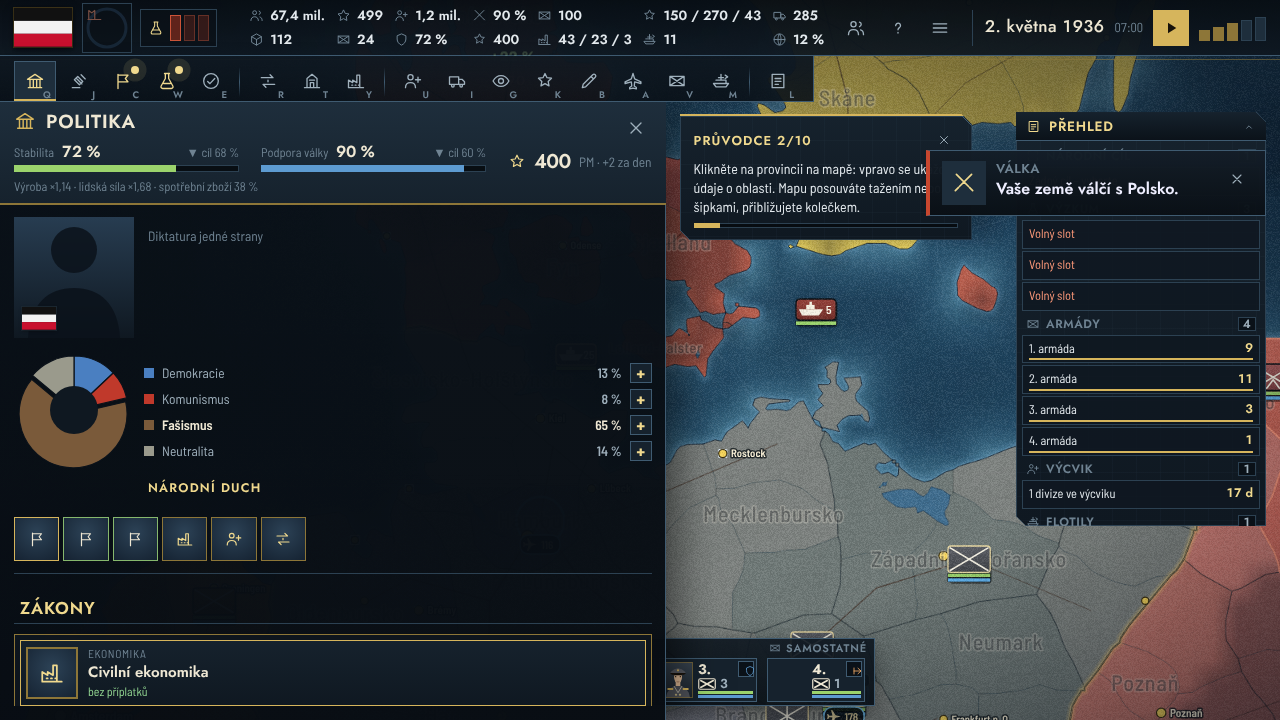 67,4 mil. 499 1,2 mil. 90 % 100 150 / 270 / 43 285
112 24 72 % 400 43 / 23 / 3 11 12 %
? 2. května 1936 07:00
Q J C W E R T Y U I G K B A V M L
POLITIKA
Stabilita 72 % ▼ cíl 68 % Podpora války 90 % ▼ cíl 60 % 400 PM · +2 za den
Výroba ×1,14 · lidská síla ×1,68 · spotřební zboží 38 %
Diktatura jedné strany
Demokracie 13 % +
Komunismus 8 % +
Fašismus 65 % +
Neutralita 14 % +
NÁRODNÍ DUCH
ZÁKONY
EKONOMIKA
Civilní ekonomika
bez příplatků
PRŮVODCE 2/10
Klikněte na provincii na mapě: vpravo se uk
údaje o oblasti. Mapu posouváte tažením ne
šipkami, přibližujete kolečkem.
PŘEHLED
VÁLKA
Vaše země válčí s Polsko.
Volný slot
Volný slot
Volný slot
ARMÁDY 4
1. armáda 9
2. armáda 11
3. armáda 3
4. armáda 1
VÝCVIK 1
1 divize ve výcviku 17 d
FLOTILY 1
Skåne
5
Rostock
Mecklenbursko
Neumark
Poznaň
Poznaň
Frankfurt n. O.
SAMOSTATNÉ
3. 3
4. 1
178